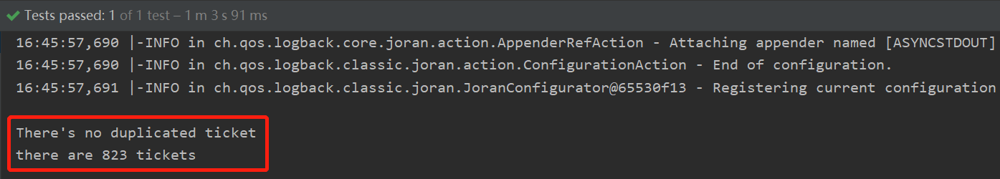 Tests passed: 1 of 1 test – 1 m 3 s 91 ms
16:45:57,690 |-INFO in ch.qos.logback.core.joran.action.AppenderRefAction - Attaching appender named [ASYNCSTDOUT]
16:45:57,690 |-INFO in ch.qos.logback.classic.joran.action.ConfigurationAction - End of configuration.
16:45:57,691 |-INFO in ch.qos.logback.classic.joran.JoranConfigurator@65530f13 - Registering current configuration
There's no duplicated ticket
there are 823 tickets